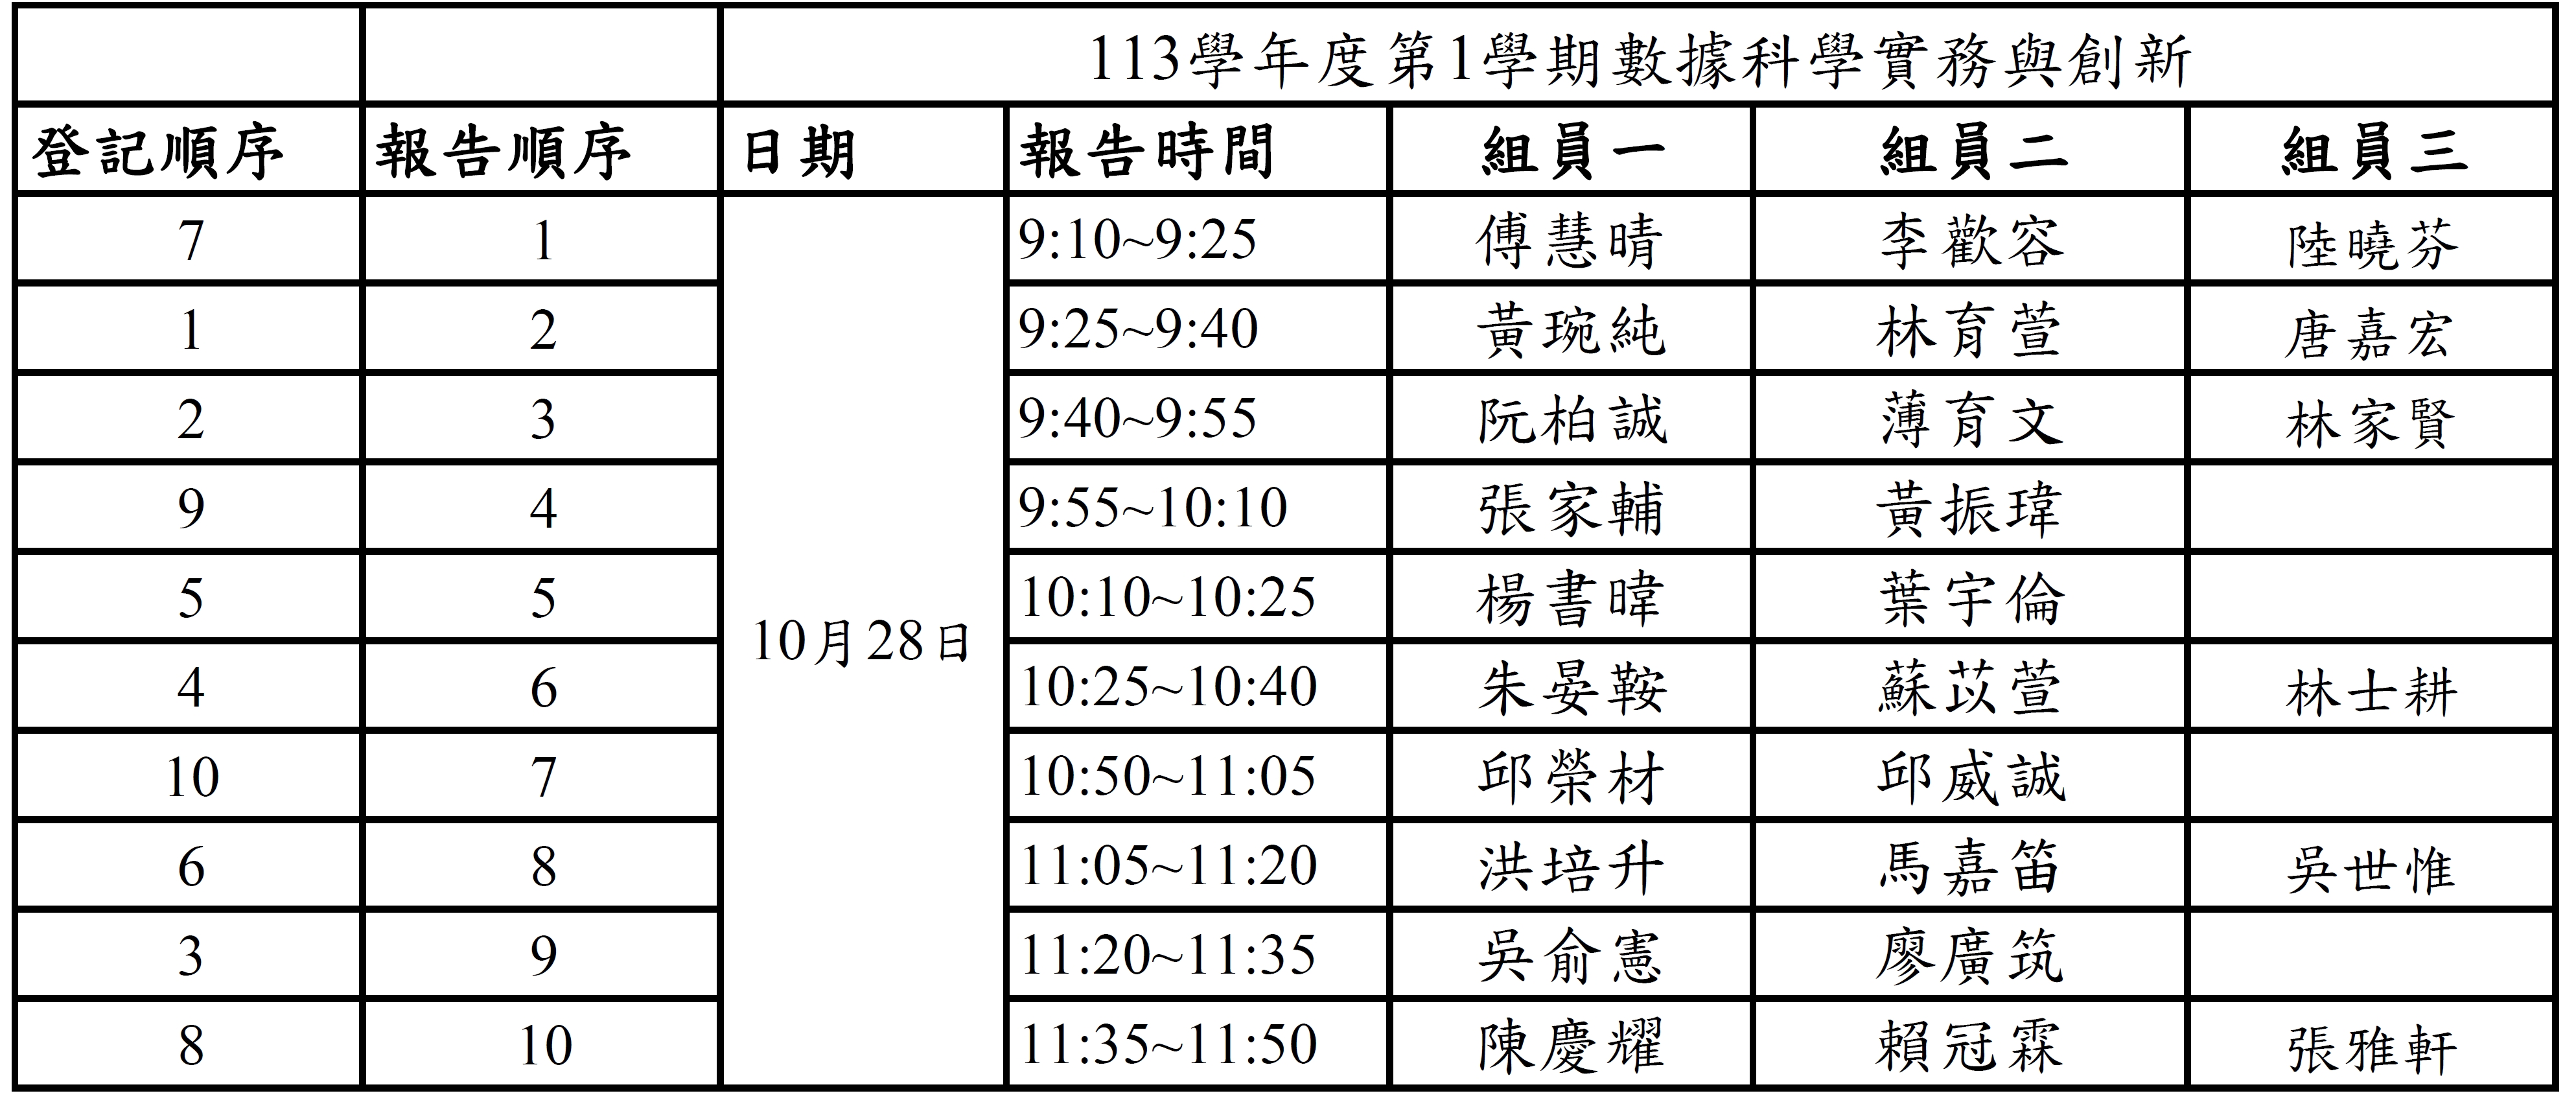 113學年度第1學期數據科學實務與創新
登記順序 報告順序 日期 報告時間 組員一 組員二 組員三
7 1 9:10~9:25 傅慧晴 李歡容 陸曉芬
1 2 9:25~9:40 黃琬純 林育萱 唐嘉宏
2 3 9:40~9:55 阮柏誠 薄育文 林家賢
9 4 9:55~10:10 張家輔 黃振瑋
5 5 10:10~10:25 楊書暐 葉宇倫
10月28日
4 6 10:25~10:40 朱晏鞍 蘇苡萱 林士耕
10 7 10:50~11:05 邱榮材 邱威誠
6 8 11:05~11:20 洪培升 馬嘉笛 吳世惟
3 9 11:20~11:35 吳俞憲 廖廣筑
8 10 11:35~11:50 陳慶耀 賴冠霖 張雅軒